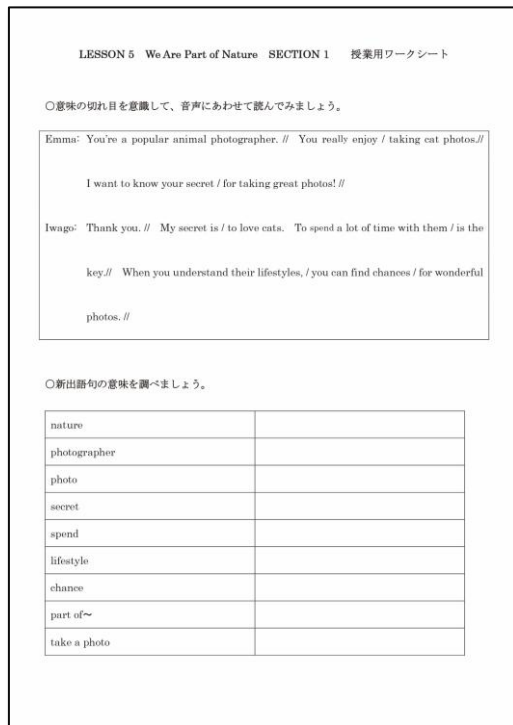 LESSON 5 We Are Part of Nature SECTION 1 授業用ワークシート
○意味の切れ目を意識して、音声にあわせて読んでみましょう。
Emma: You're a popular animal photographer. // You really enjoy / taking cat photos.//
I want to know your secret / for taking great photos! //
Iwago: Thank you. // My secret is / to love cats. To spend a lot of time with them / is the
key.// When you understand their lifestyles, / you can find chances / for wonderful
photos. //
○新出語句の意味を調べましょう。
nature
photographer
photo
secret
spend
lifestyle
chance
part of～
take a photo